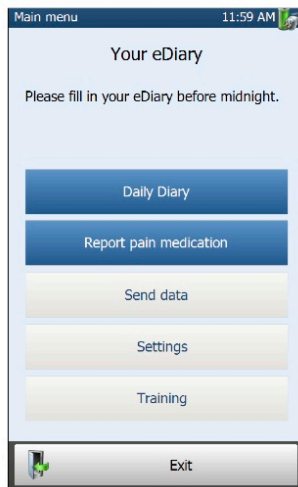 Main menu 11:59 AM
Your eDiary
Please fill in your eDiary before midnight.
Daily Diary
Report pain medication
Send data
Settings
Training
Exit